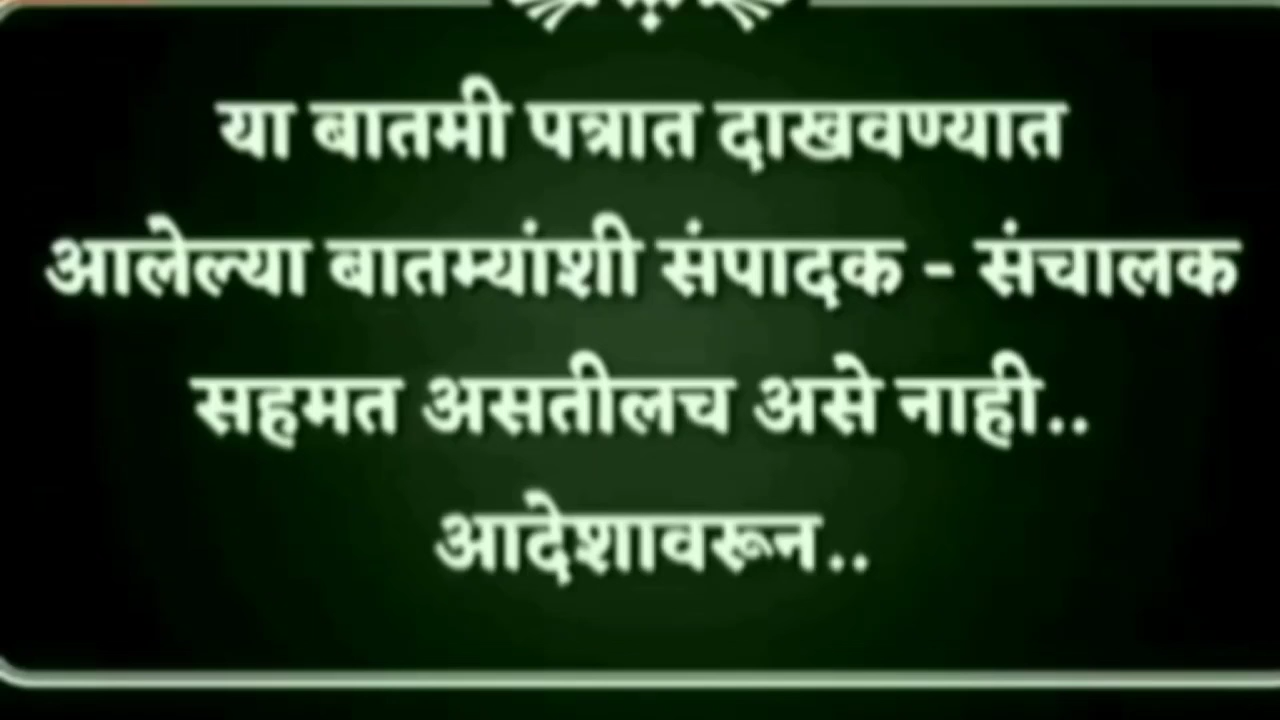 या बातमी पत्रात दाखवण्यात
आलेल्या बातम्यांशी संपादक - संचालक
सहमत असतीलच असे नाही..
आदेशावरून..